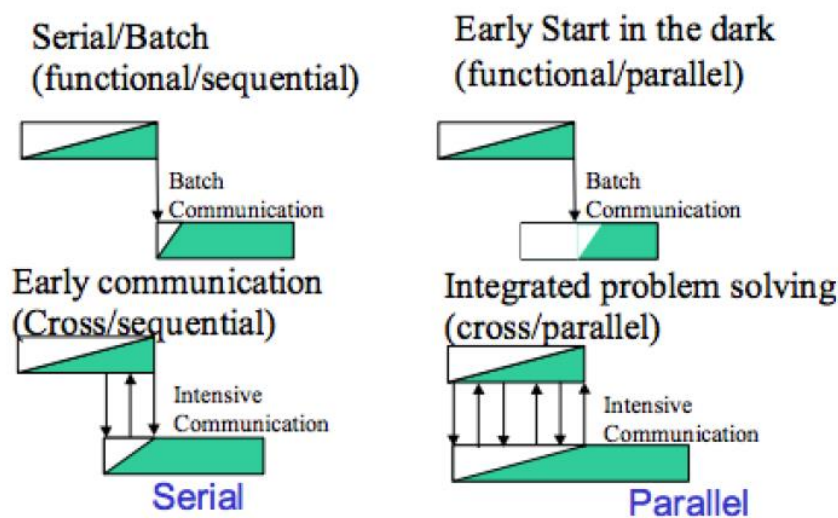 Serial/Batch
(functional/sequential)
Early Start in the dark
(functional/parallel)
Batch
Communication
Batch
Communication
Early communication
(Cross/sequential)
Integrated problem solving
(cross/parallel)
Intensive
Communication
Intensive
Communication
Serial
Parallel